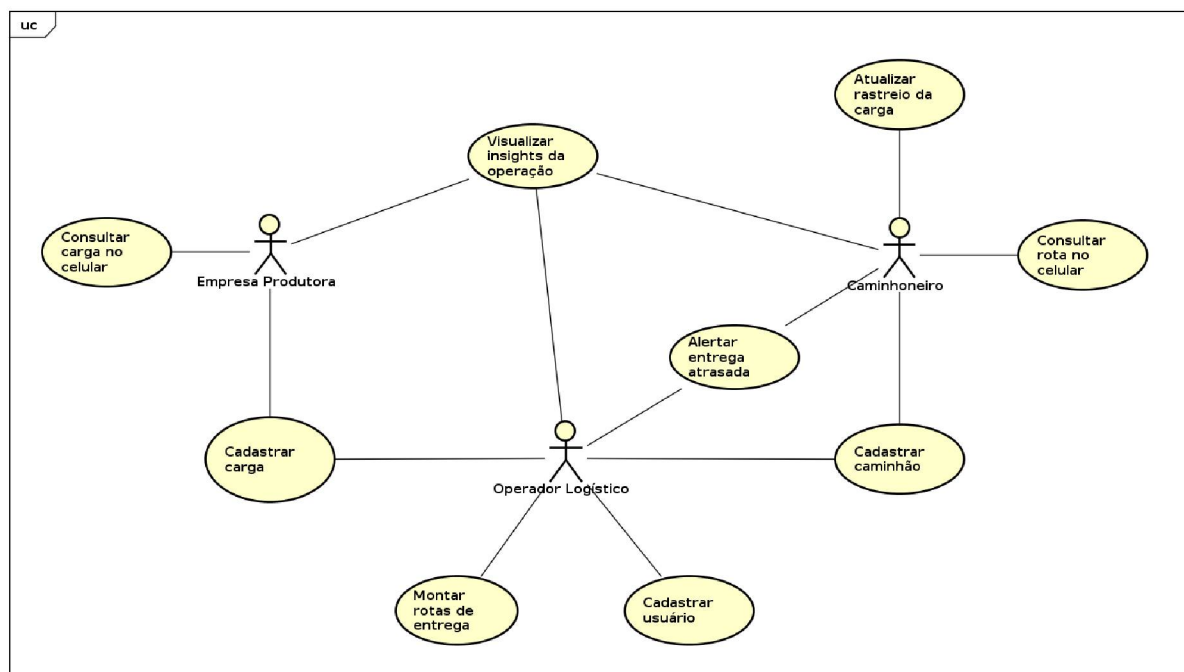 uc
Atualizar
rastreio da
carga
Visualizar
insights da
operação
Consultar
carga no
celular
Empresa Produtora
Caminhoneiro
Consultar
rota no
celular
Alertar
entrega
atrasada
Cadastrar
carga
Operador Logístico
Cadastrar
caminhão
Montar
rotas de
entrega
Cadastrar
usuário